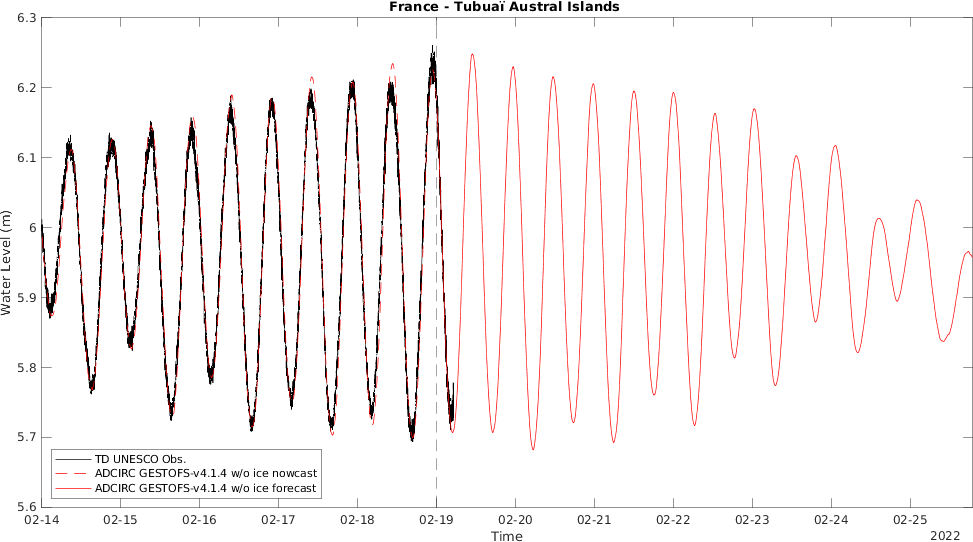 France - Tubuaï Austral Islands
6.3
6.2
6.1
6
5.9
5.8
5.7
5.6
Water Level (m)
TD UNESCO Obs.
ADCIRC GESTOFS-v4.1.4 w/o ice nowcast
ADCIRC GESTOFS-v4.1.4 w/o ice forecast
02-14 02-15 02-16 02-17 02-18 02-19 02-20 02-21 02-22 02-23 02-24 02-25
Time
2022